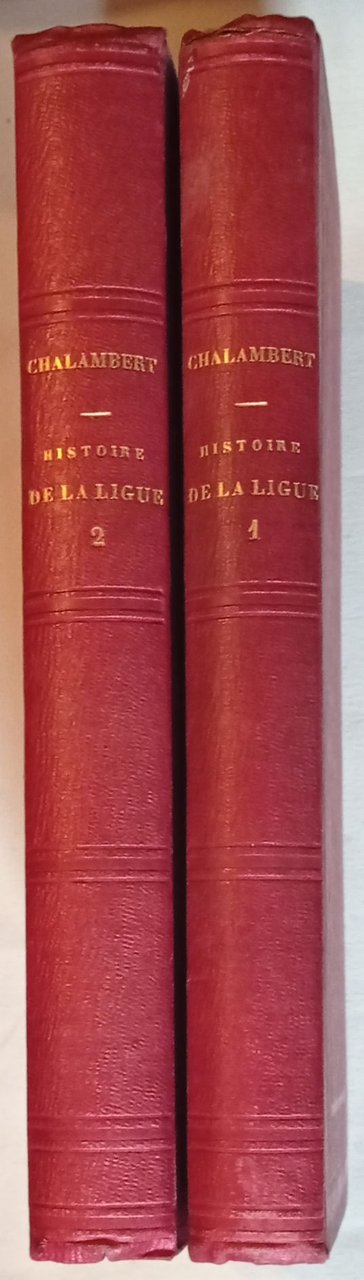 CHALAMBERT
HISTOIRE
DE LA LIGUE
2
CHALAMBERT
HISTOIRE
DE LA LIGUE
1